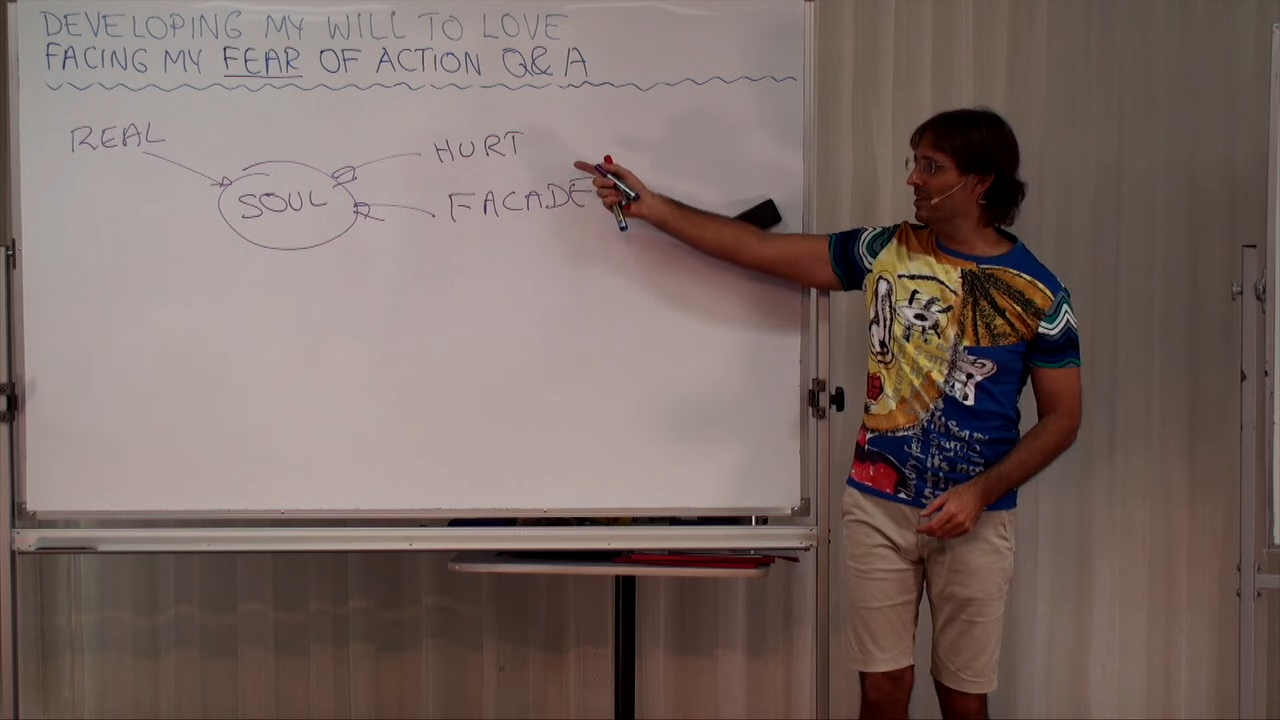 DEVELOPING MY WILL TO LOVE
FACING MY FEAR OF ACTION Q&A
REAL
HURT
SOUL
FACADE